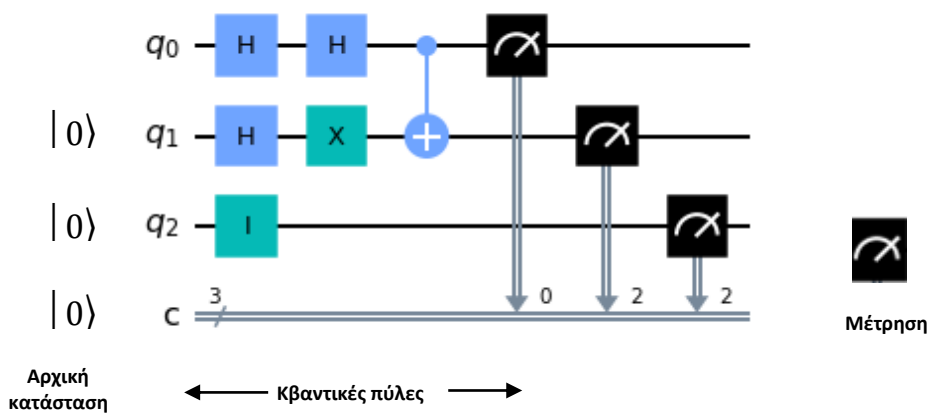 q0 H H
|0⟩ q1 H X
|0⟩ q2 I
|0⟩ c 3 0 2 2
Μέτρηση
Αρχική
κατάσταση
Κβαντικές πύλες